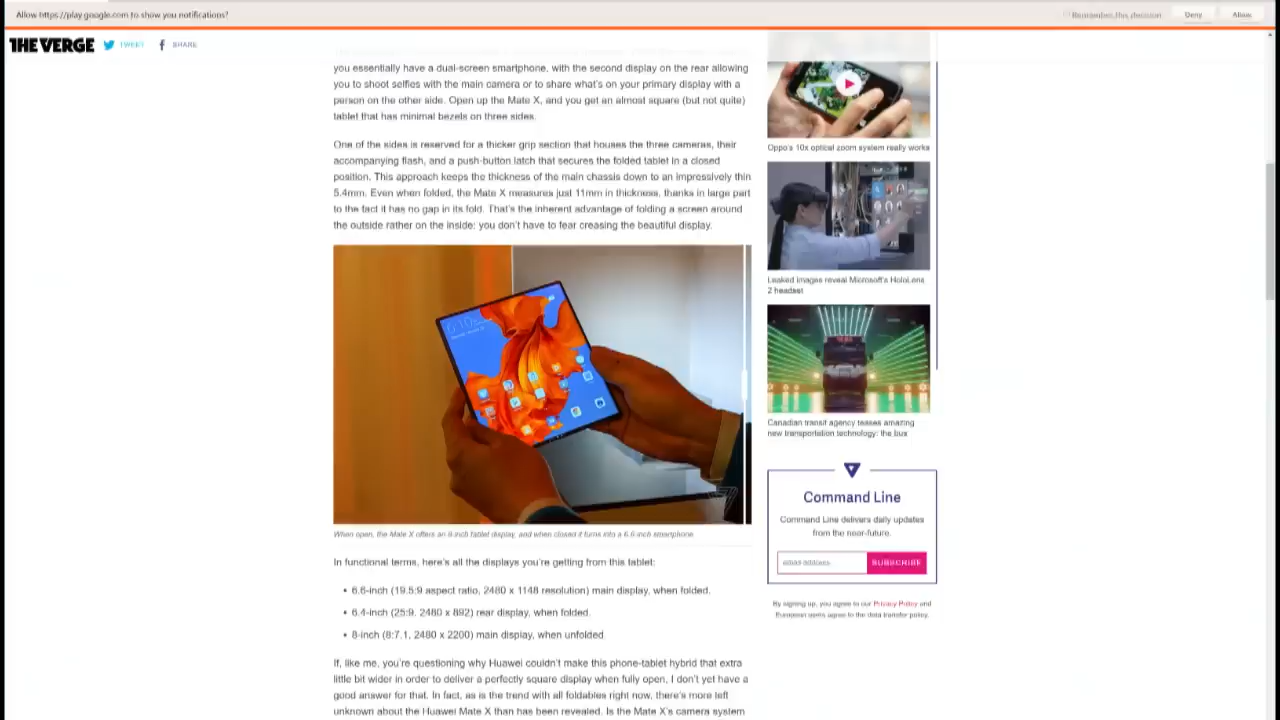 Allow https://play.google.com to show you notifications?
Remember this decision
Deny
Allow
THE VERGE
TWEET
SHARE
you essentially have a dual-screen smartphone, with the second display on the rear allowing
you to shoot selfies with the main camera or to share what's on your primary display with a
person on the other side. Open up the Mate X, and you get an almost square (but not quite)
tablet that has minimal bezels on three sides.
One of the sides is reserved for a thicker grip section that houses the three cameras, their
accompanying flash, and a push-button latch that secures the folded tablet in a closed
position. This approach keeps the thickness of the main chassis down to an impressively thin
5.4mm. Even when folded, the Mate X measures just 11mm in thickness, thanks in large part
to the fact it has no gap in its fold. That's the inherent advantage of folding a screen around
the outside rather on the inside: you don't have to fear creasing the beautiful display.
When open, the Mate X offers an 8-inch tablet display, and when closed it turns into a 6.6-inch smartphone.
In functional terms, here's all the displays you're getting from this tablet:
• 6.6-inch (19.5:9 aspect ratio, 2480 x 1148 resolution) main display, when folded.
• 6.4-inch (25:9, 2480 x 892) rear display, when folded.
• 8-inch (8:7.1, 2480 x 2200) main display, when unfolded
If, like me, you're questioning why Huawei couldn't make this phone-tablet hybrid that extra
little bit wider in order to deliver a perfectly square display when fully open, I don't yet have a
good answer for that. In fact, as is the trend with all foldables right now, there's more left
unknown about the Huawei Mate X than has been revealed. Is the Mate X's camera system
Oppo's 10x optical zoom system really works
Leaked images reveal Microsoft's HoloLens
2 headset
Canadian transit agency teases amazing
new transportation technology: the bus
Command Line
Command Line delivers daily updates
from the near-future.
email address
SUBSCRIBE
By signing up, you agree to our Privacy Policy and
European users agree to the data transfer policy.